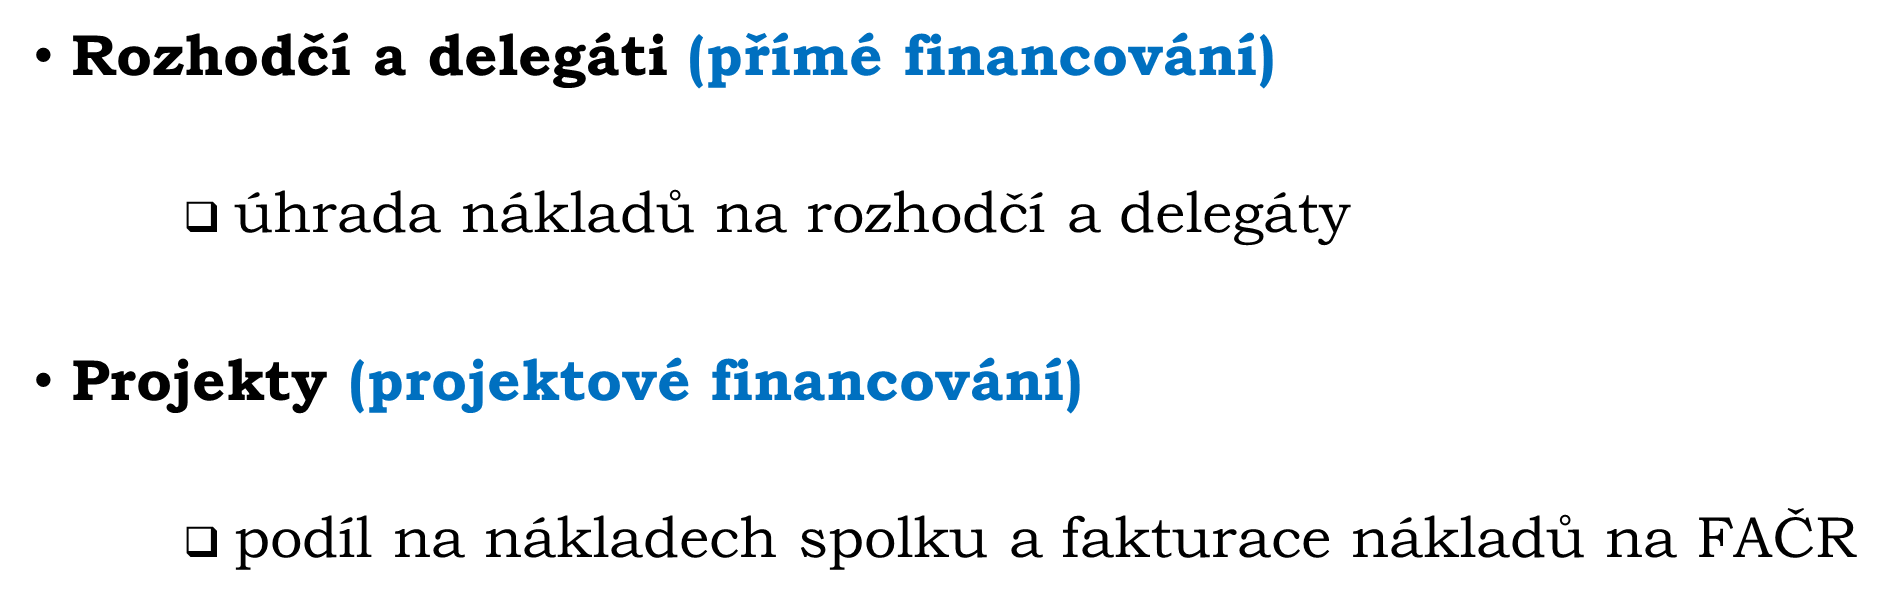 • Rozhodčí a delegáti (přímé financování)
❑ úhrada nákladů na rozhodčí a delegáty
• Projekty (projektové financování)
❑ podíl na nákladech spolku a fakturace nákladů na FAČR